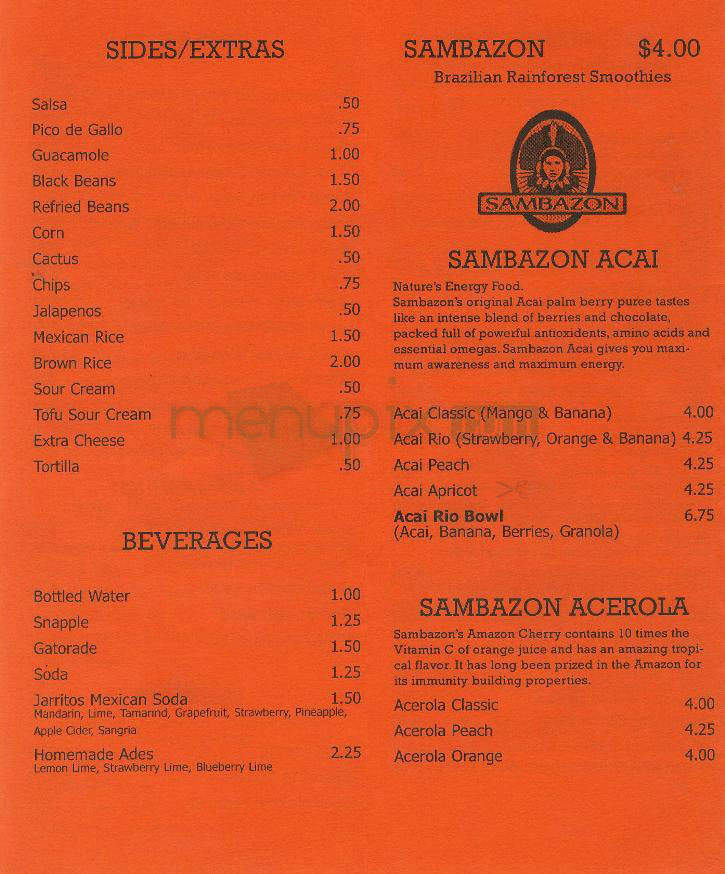 SIDES/EXTRAS
Salsa .50
Pico de Gallo .75
Guacamole 1.00
Black Beans 1.50
Refried Beans 2.00
Corn 1.50
Cactus .50
Chips .75
Jalapenos .50
Mexican Rice 1.50
Brown Rice 2.00
Sour Cream .50
Tofu Sour Cream .75
Extra Cheese 1.00
Tortilla .50
BEVERAGES
Bottled Water 1.00
Snapple 1.25
Gatorade 1.50
Soda 1.25
Jarritos Mexican Soda 1.50
Mandarin, Lime, Tamarind, Grapefruit, Strawberry, Pineapple,
Apple Cider, Sangria
Homemade Ades 2.25
Lemon Lime, Strawberry Lime, Blueberry Lime
SAMBAZON $4.00
Brazilian Rainforest Smoothies
SAMBAZON
SAMBAZON ACAI
Nature's Energy Food.
Sambazon's original Acai palm berry puree tastes
like an intense blend of berries and chocolate,
packed full of powerful antioxidents, amino acids and
essential omegas. Sambazon Acai gives you maxi-
mum awareness and maximum energy.
Acai Classic (Mango & Banana) 4.00
Acai Rio (Strawberry, Orange & Banana) 4.25
Acai Peach 4.25
Acai Apricot 4.25
Acai Rio Bowl 6.75
(Acai, Banana, Berries, Granola)
SAMBAZON ACEROLA
Sambazon's Amazon Cherry contains 10 times the
Vitamin C of orange juice and has an amazing tropi-
cal flavor. It has long been prized in the Amazon for
its immunity building properties.
Acerola Classic 4.00
Acerola Peach 4.25
Acerola Orange 4.00
menupix